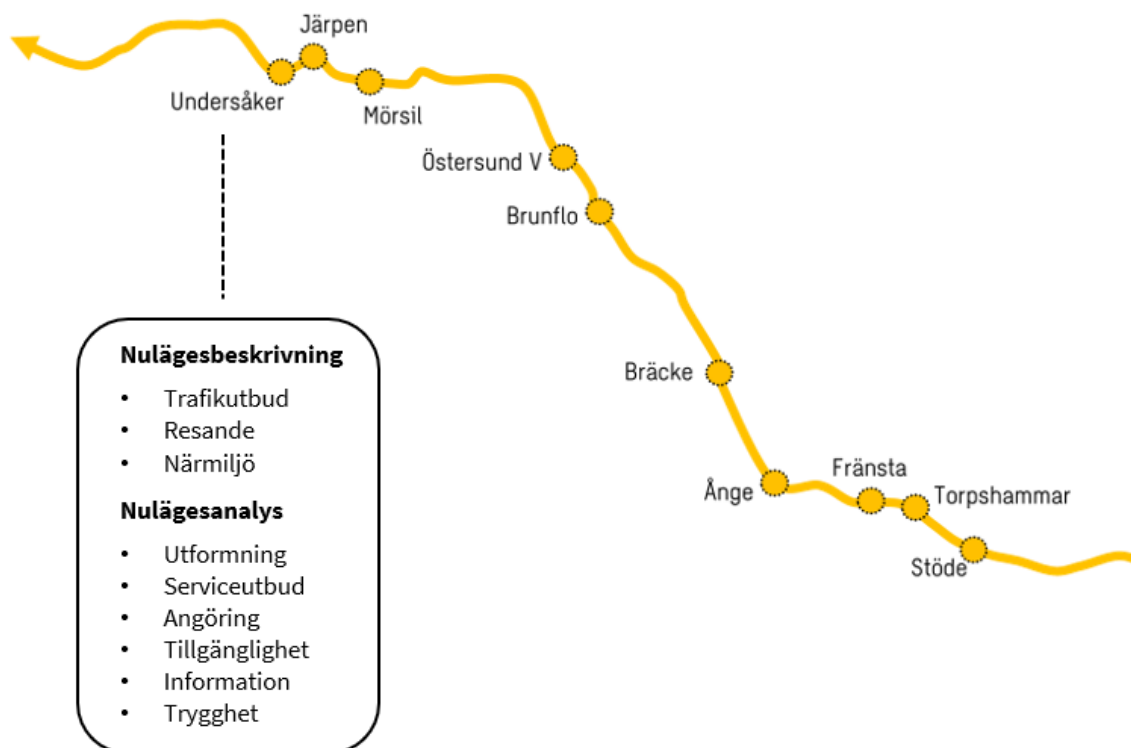 Järpen
Undersåker
Mörsil
Östersund V
Brunflo
Bräcke
Ånge
Fränsta
Torpshammar
Stöde
Nulägesbeskrivning
• Trafikutbud
• Resande
• Närmiljö
Nulägesanalys
• Utformning
• Serviceutbud
• Angöring
• Tillgänglighet
• Information
• Trygghet